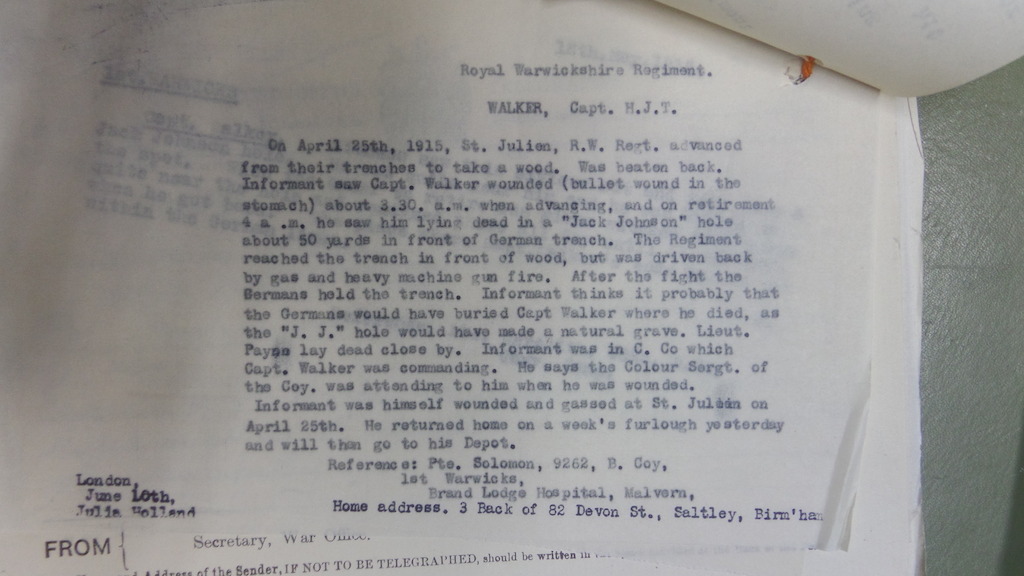 Royal Warwickshire Regiment.
WALKER, Capt. H.J.T.
On April 25th, 1915, St. Julien, R.W. Regt. advanced
from their trenches to take a wood. Was beaten back.
Informant saw Capt. Walker wounded (bullet wound in the
stomach) about 3.30. a.m. when advancing, and on retirement
4 a .m. he saw him lying dead in a "Jack Johnson" hole
about 50 yards in front of German trench. The Regiment
reached the trench in front of wood, but was driven back
by gas and heavy machine gun fire. After the fight the
Germans held the trench. Informant thinks it probably that
the Germans would have buried Capt Walker where he died, as
the "J. J." hole would have made a natural grave. Lieut.
Payne lay dead close by. Informant was in C. Co which
Capt. Walker was commanding. He says the Colour Sergt. of
the Coy. was attending to him when he was wounded.
Informant was himself wounded and gassed at St. Julien on
April 25th. He returned home on a week's furlough yesterday
and will then go to his Depot.
Reference: Pte. Solomon, 9262, B. Coy,
1st Warwicks,
Brand Lodge Hospital, Malvern,
Home address. 3 Back of 82 Devon St., Saltley, Birm'ham
London,
June 10th,
Julia Holland
FROM
Secretary, War Office.
Address of the Sender, IF NOT TO BE TELEGRAPHED, should be written in